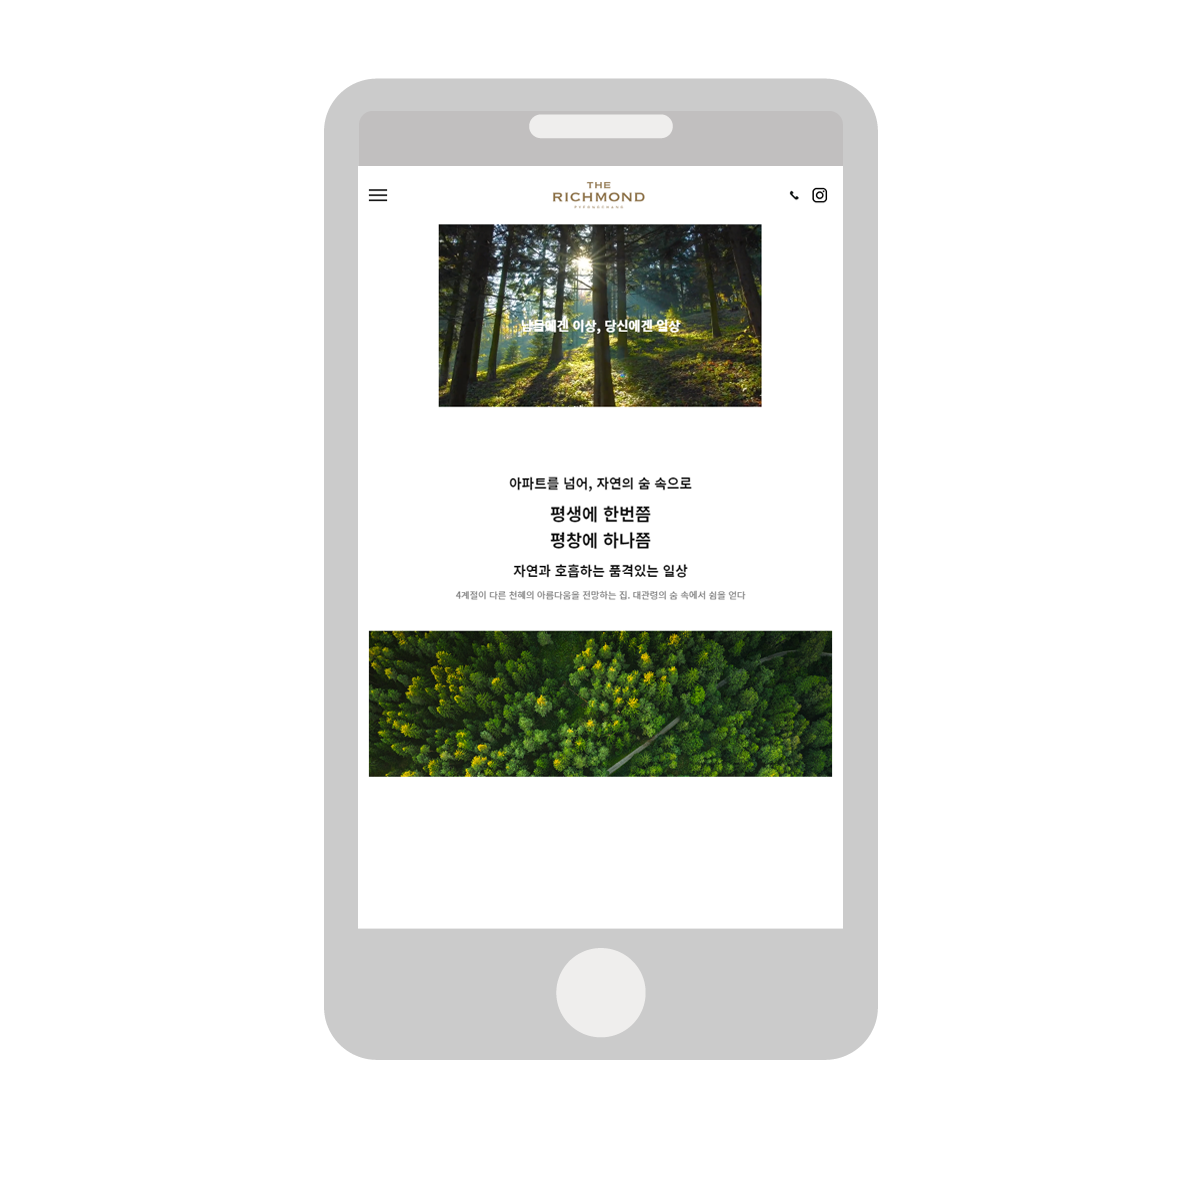 THE
RICHMOND
PYEONGCHANG
남들에겐 이상, 당신에겐 일상
아파트를 넘어, 자연의 숨 속으로
평생에 한번쯤
평창에 하나쯤
자연과 호흡하는 품격있는 일상
4계절이 다른 천혜의 아름다움을 전망하는 집. 대관령의 숨 속에서 쉼을 얻다